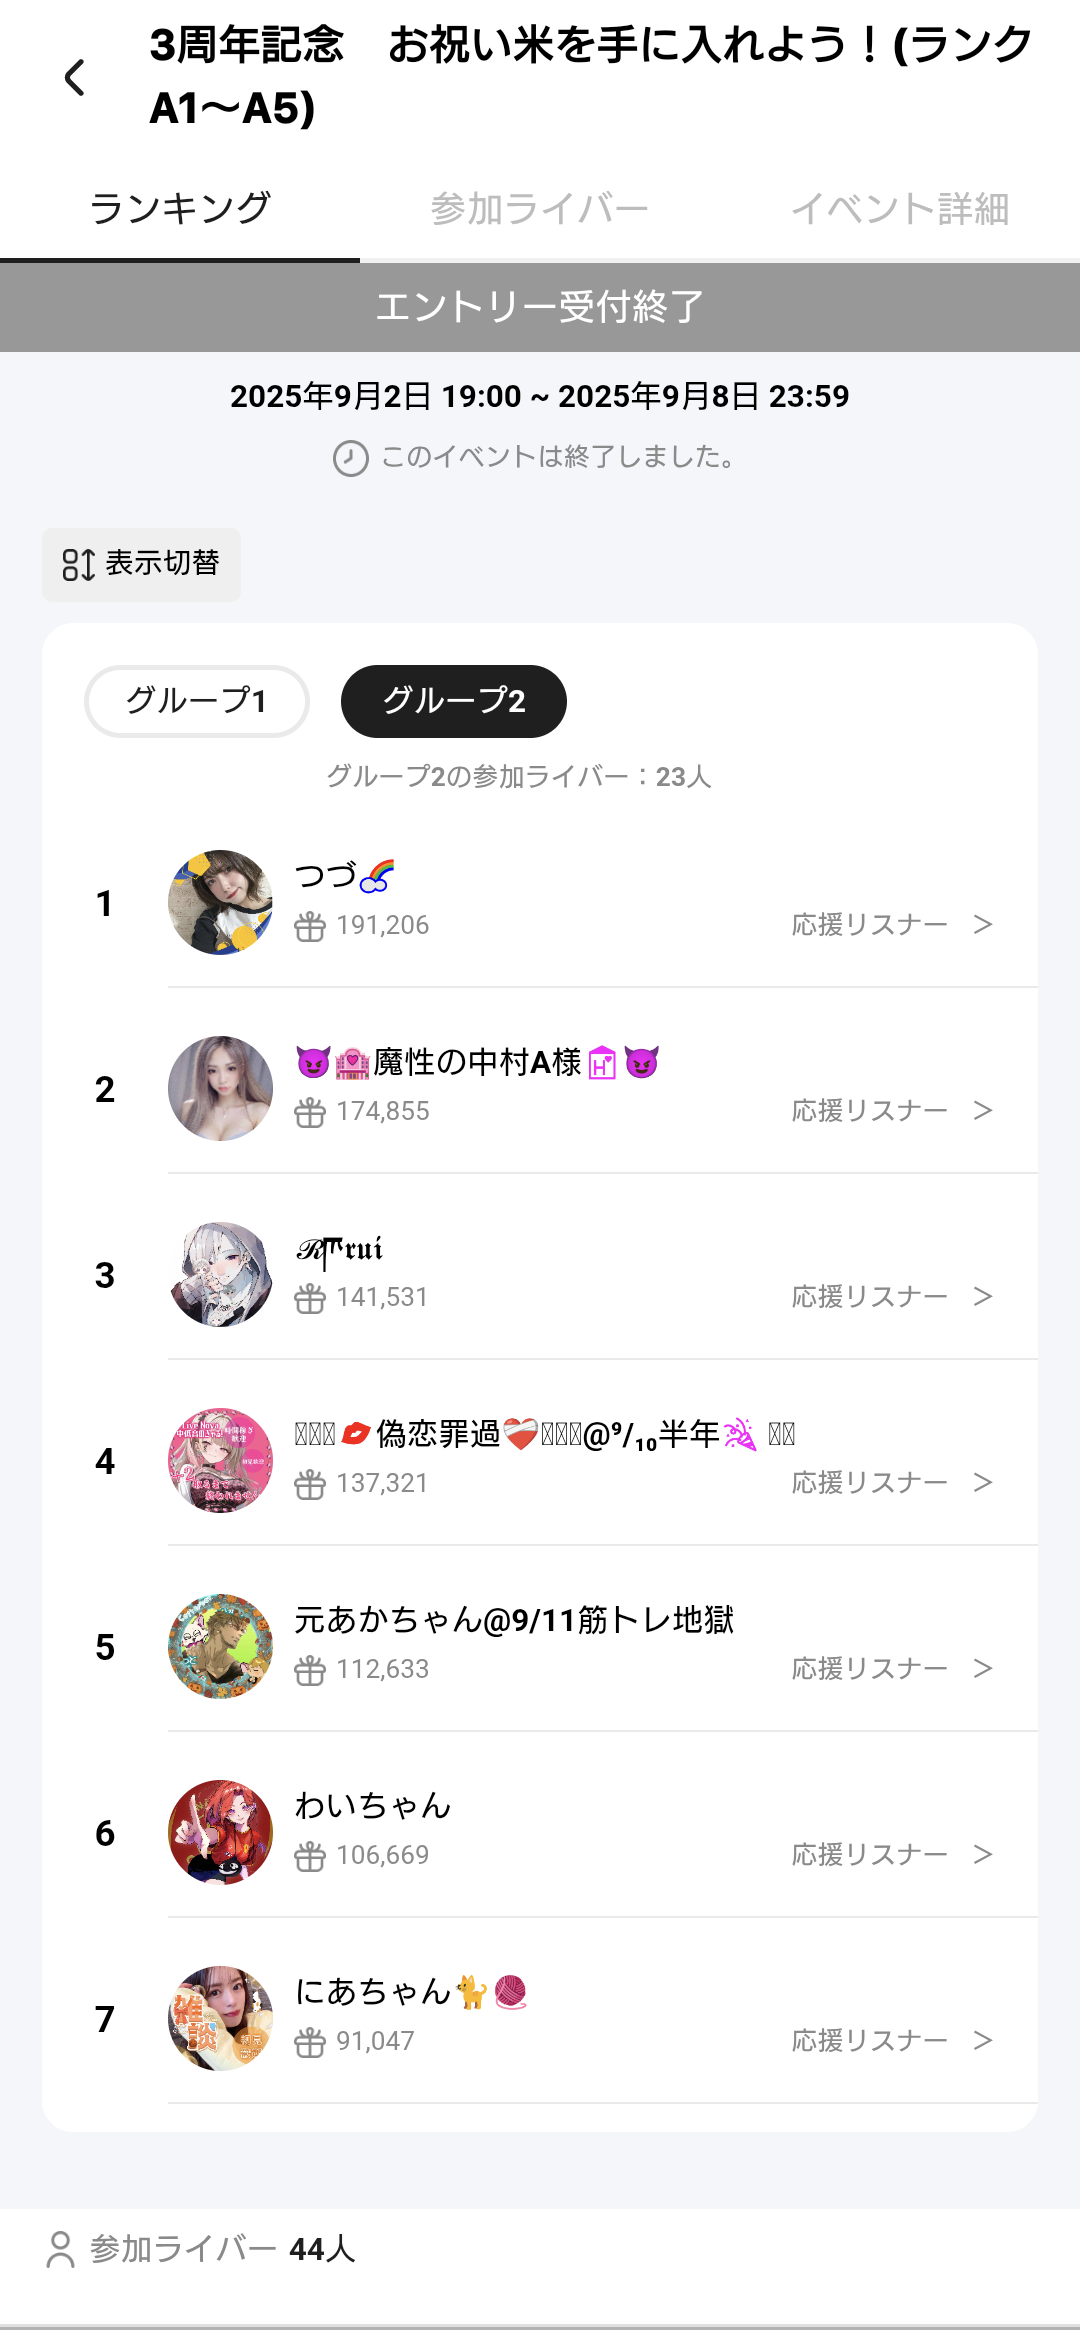 3周年記念　お祝い米を手に入れよう！(ランク
A1〜A5)
ランキング
参加ライバー
イベント詳細
エントリー受付終了
2025年9月2日 19:00 ~ 2025年9月8日 23:59
このイベントは終了しました。
表示切替
グループ1
グループ2
グループ2の参加ライバー：23人
1
つづ🌈
191,206
応援リスナー >
2
😈🏩魔性の中村A様🏩😈
174,855
応援リスナー >
3
141,531
応援リスナー >
4
💋偽恋罪過❤️‍🩹@⁹/₁₀半年🎉
137,321
応援リスナー >
5
元あかちゃん@9/11筋トレ地獄
112,633
応援リスナー >
6
わいちゃん
106,669
応援リスナー >
7
雑談
にあちゃん🐈🧶
91,047
応援リスナー >
参加ライバー 44人